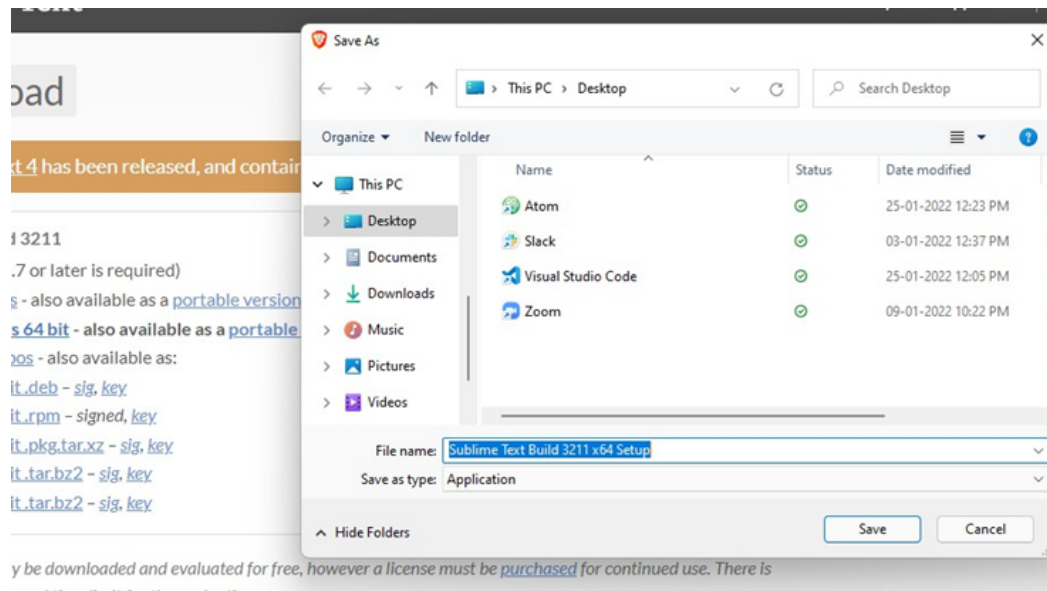 Save As
This PC > Desktop
Search Desktop
Organize
New folder
Name
Status
Date modified
This PC
Desktop
Documents
Downloads
Music
Pictures
Videos
Atom
25-01-2022 12:23 PM
Slack
03-01-2022 12:37 PM
Visual Studio Code
25-01-2022 12:05 PM
Zoom
09-01-2022 10:22 PM
File name: Sublime Text Build 3211 x64 Setup
Save as type: Application
Hide Folders
Save
Cancel
oad
xt 4 has been released, and contain
d 3211
.7 or later is required)
s - also available as a portable version
s 64 bit - also available as a portable
pos - also available as:
it .deb – sig, key
it .rpm – signed, key
it .pkg.tar.xz – sig, key
it .tar.bz2 – sig, key
it .tar.bz2 – sig, key
y be downloaded and evaluated for free, however a license must be purchased for continued use. There is